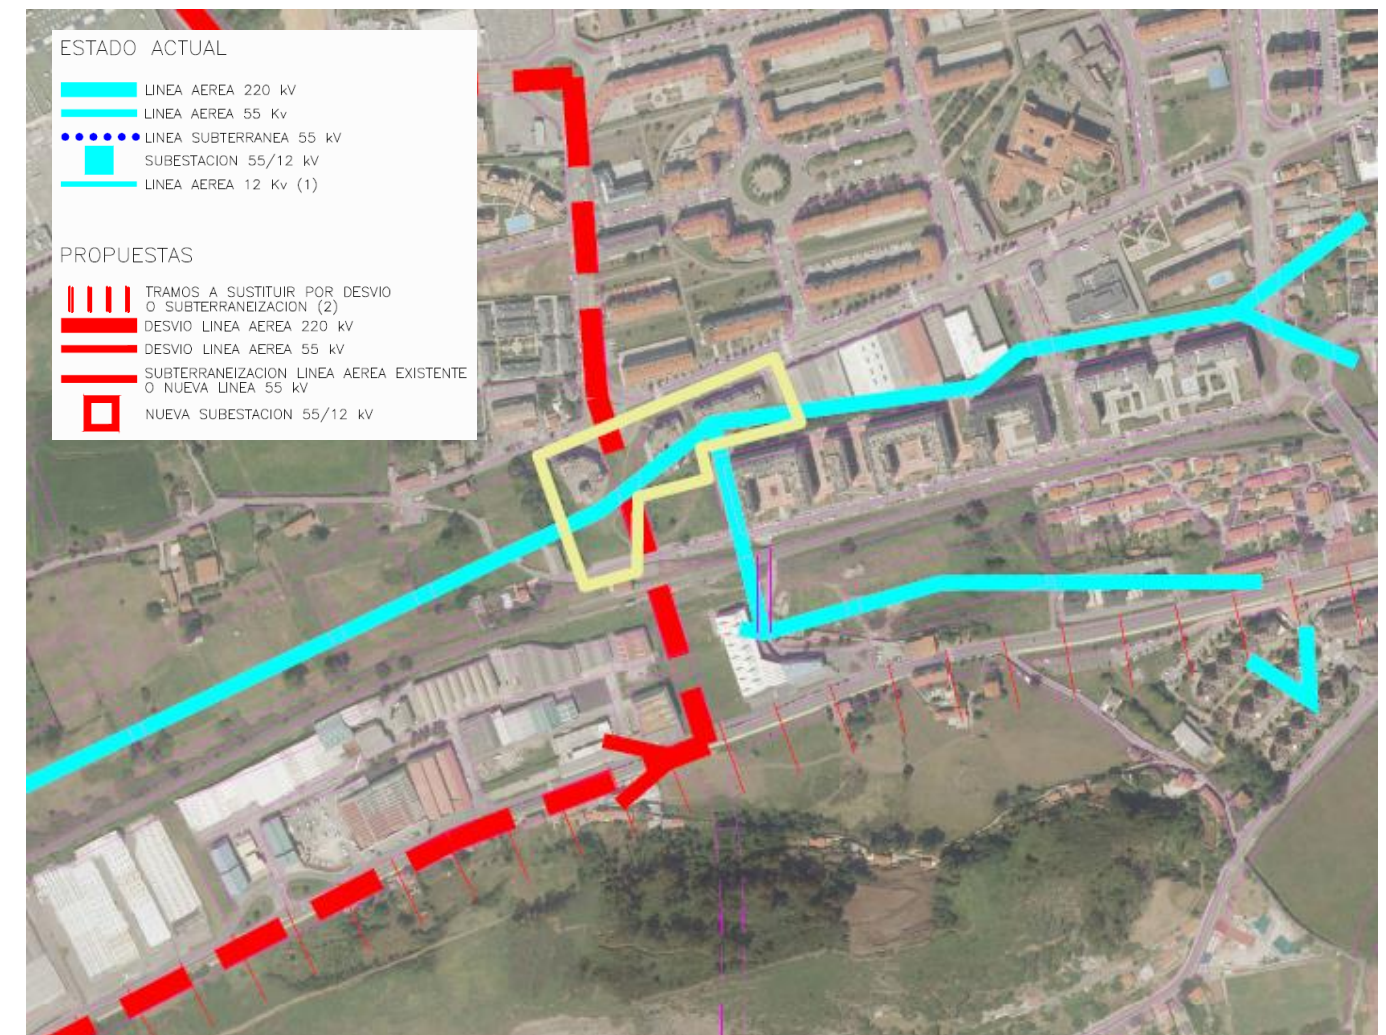 ESTADO ACTUAL
LINEA AEREA 220 kV
LINEA AEREA 55 Kv
LINEA SUBTERRANEA 55 kV
SUBESTACION 55/12 kV
LINEA AEREA 12 Kv (1)
PROPUESTAS
TRAMOS A SUSTITUIR POR DESVIO
O SUBTERRANEIZACION (2)
DESVIO LINEA AEREA 220 kV
DESVIO LINEA AEREA 55 kV
SUBTERRANEIZACION LINEA AEREA EXISTENTE
O NUEVA LINEA 55 kV
NUEVA SUBESTACION 55/12 kV